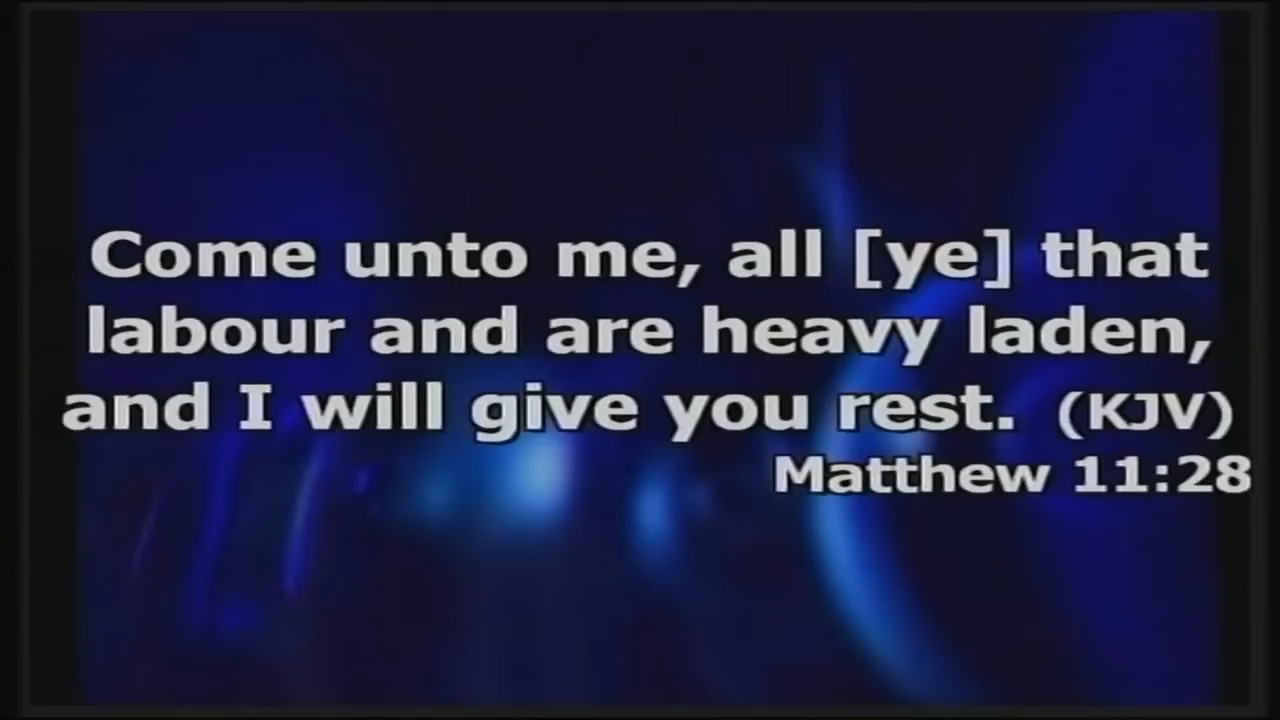 Come unto me, all [ye] that
labour and are heavy laden,
and I will give you rest. (KJV)
Matthew 11:28